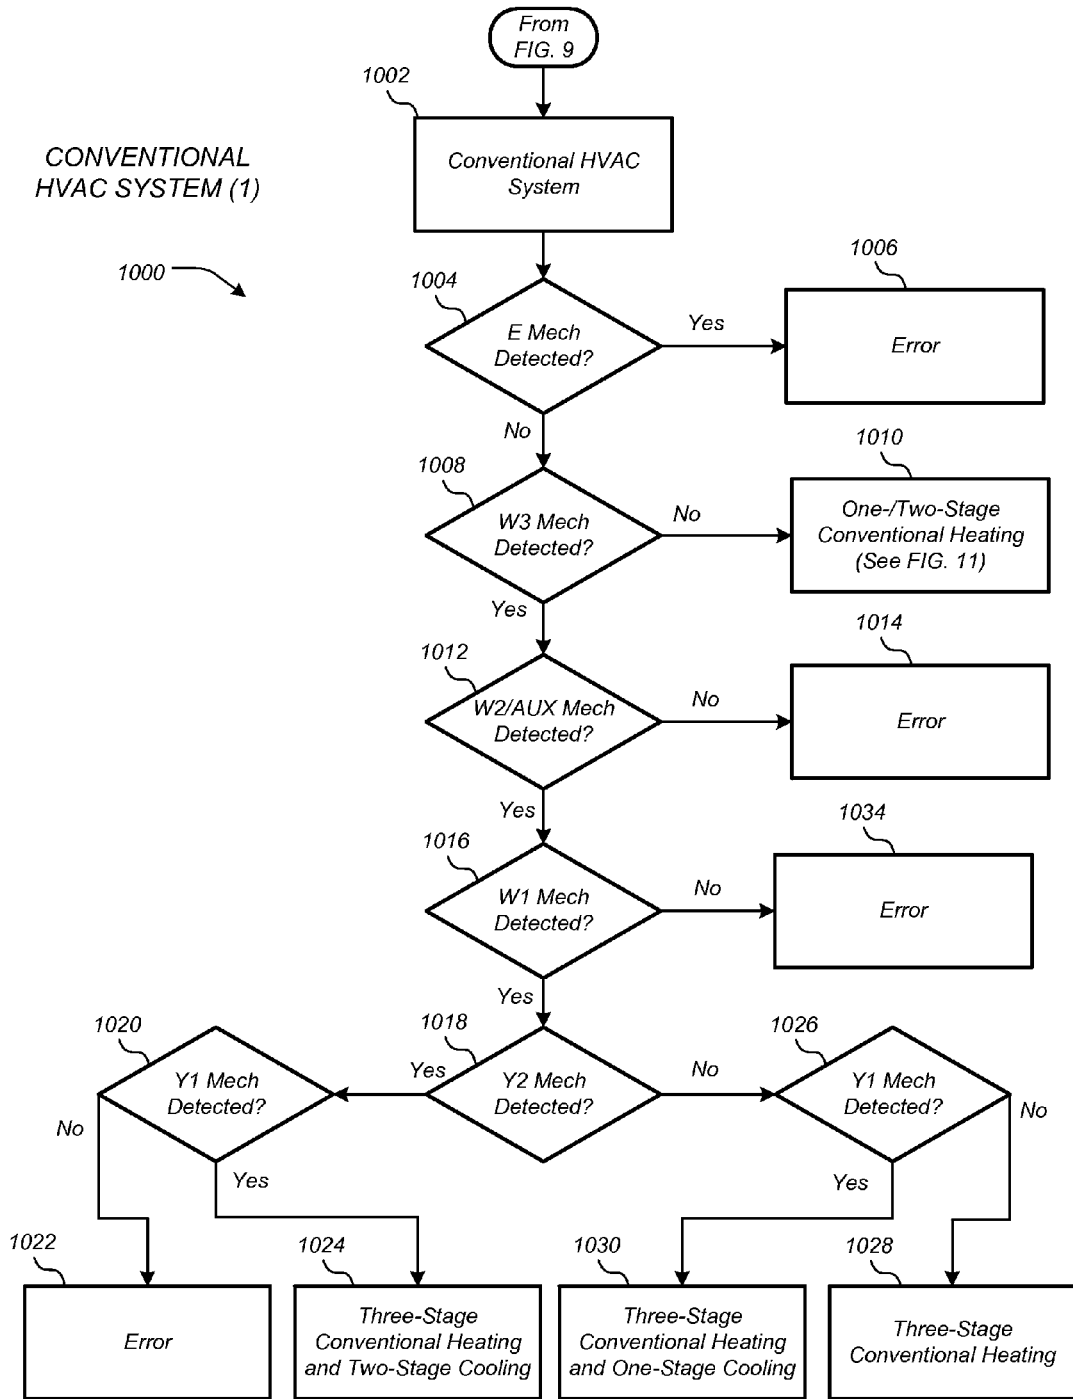 From
FIG. 9
1002
CONVENTIONAL
HVAC SYSTEM (1)
Conventional HVAC
System
1000
1004
E Mech
Detected?
Yes
1006
Error
No
1008
W3 Mech
Detected?
No
1010
One-/Two-Stage
Conventional Heating
(See FIG. 11)
Yes
1012
W2/AUX Mech
Detected?
No
1014
Error
Yes
1016
W1 Mech
Detected?
No
1034
Error
Yes
1020
Y1 Mech
Detected?
1018
Yes
Y2 Mech
Detected?
No
1026
Y1 Mech
Detected?
No
Yes
Yes
No
1022
Error
1024
Three-Stage
Conventional Heating
and Two-Stage Cooling
1030
Three-Stage
Conventional Heating
and One-Stage Cooling
1028
Three-Stage
Conventional Heating